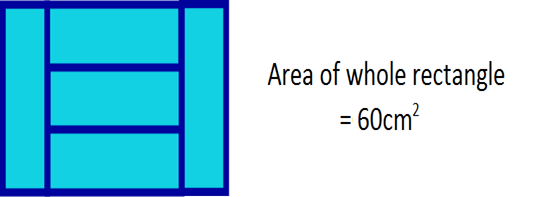 Area of whole rectangle
= 60cm²